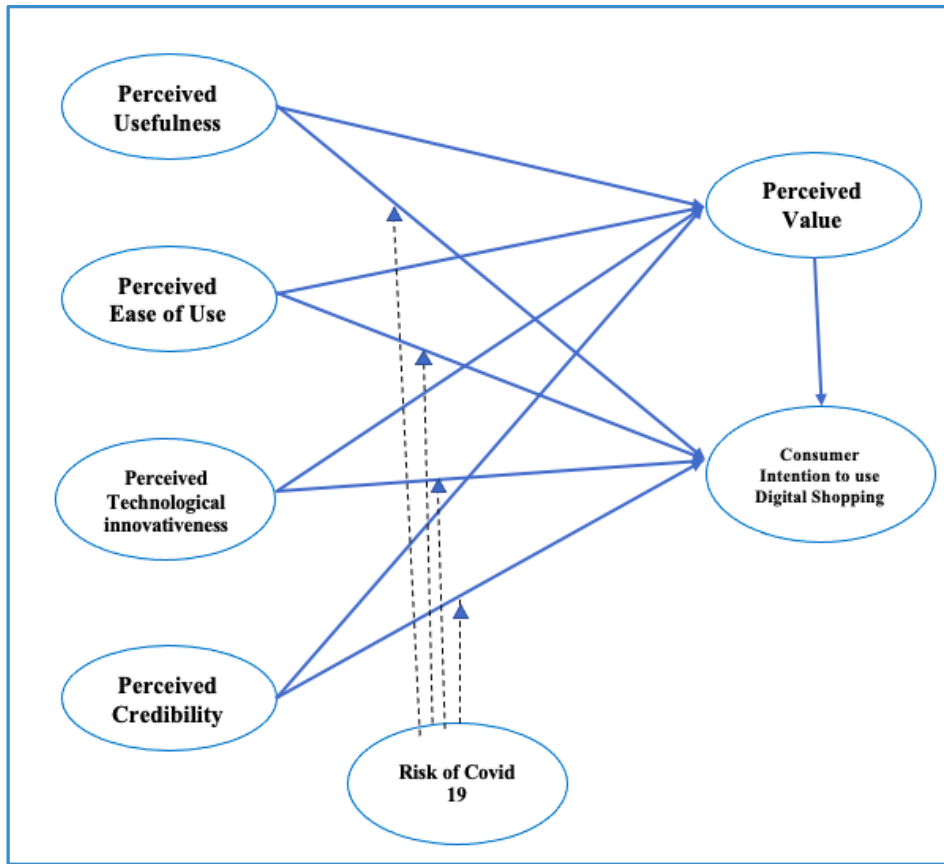 Perceived
Usefulness
Perceived
Value
Perceived
Ease of Use
Perceived
Technological
innovativeness
Consumer
Intention to use
Digital Shopping
Perceived
Credibility
Risk of Covid
19